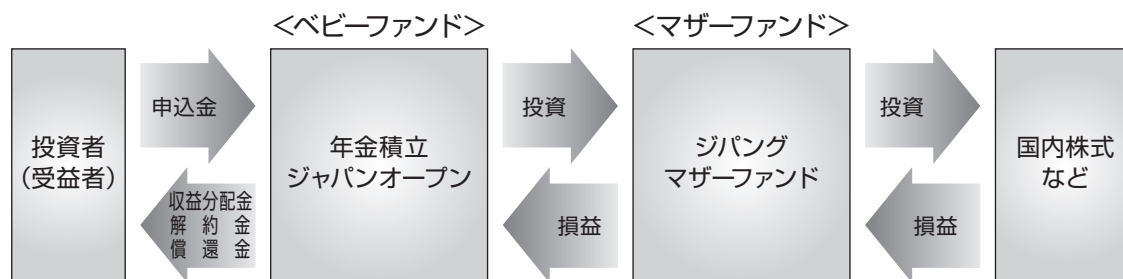 <ベビーファンド>
<マザーファンド>
投資者
(受益者)
申込金
収益分配金
解約金
償還金
年金積立
ジャパンオープン
投資
損益
ジパング
マザーファンド
投資
損益
国内株式
など